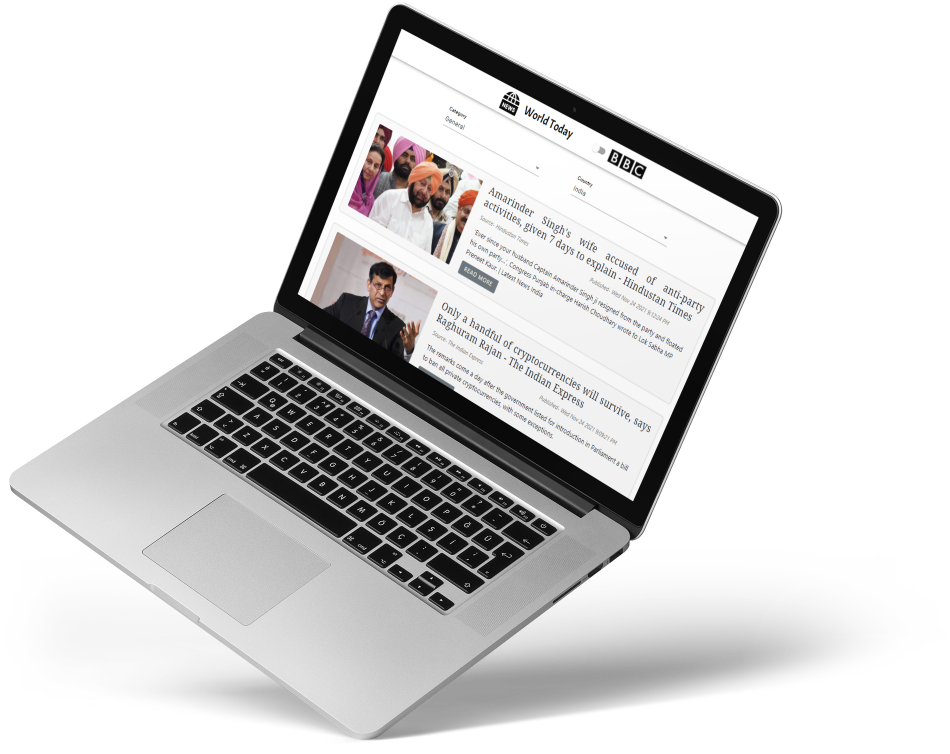 NEWS World Today
BBC
Category
General
Country
India
Amarinder Singh's wife accused of anti-party
activities, given 7 days to explain - Hindustan Times
Source: Hindustan Times
Published: Wed Nov 24 2021 9:12:04 PM
'Ever since your husband Captain Amarinder Singh ji resigned from the party and floated
his own party...': Congress Punjab in-charge Harish Choudhary wrote to Lok Sabha MP
Preneet Kaur. | Latest News India
READ MORE
Only a handful of cryptocurrencies will survive, says
Raghuram Rajan - The Indian Express
Source: The Indian Express
Published: Wed Nov 24 2021 9:09:21 PM
The remarks come a day after the government listed for introduction in Parliament a bill
to ban all private cryptocurrencies, with some exceptions.